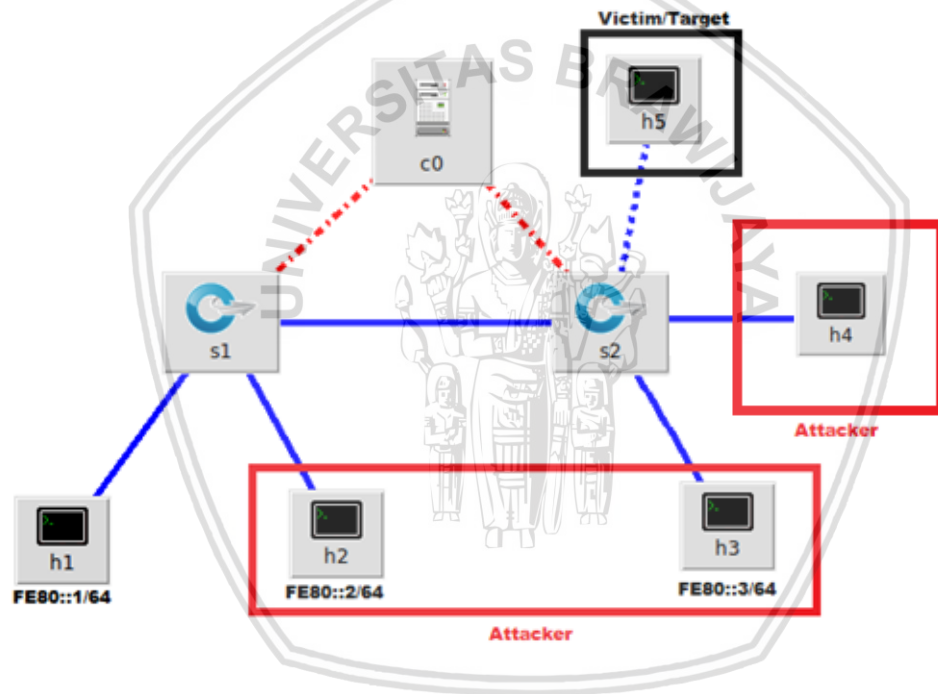 Victim/Target
UNIVERSITAS BRAWIJAYA
h5
c0
s1
s2
h4
Attacker
h1
FE80::1/64
h2
FE80::2/64
h3
FE80::3/64
Attacker